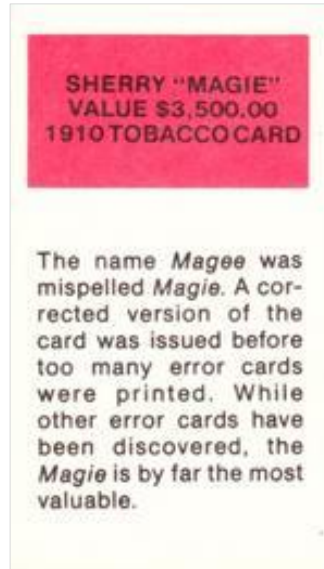 SHERRY "MAGIE"
VALUE $3,500.00
1910 TOBACCO CARD
The name Magee was
mispelled Magie. A cor-
rected version of the
card was issued before
too many error cards
were printed. While
other error cards have
been discovered, the
Magie is by far the most
valuable.